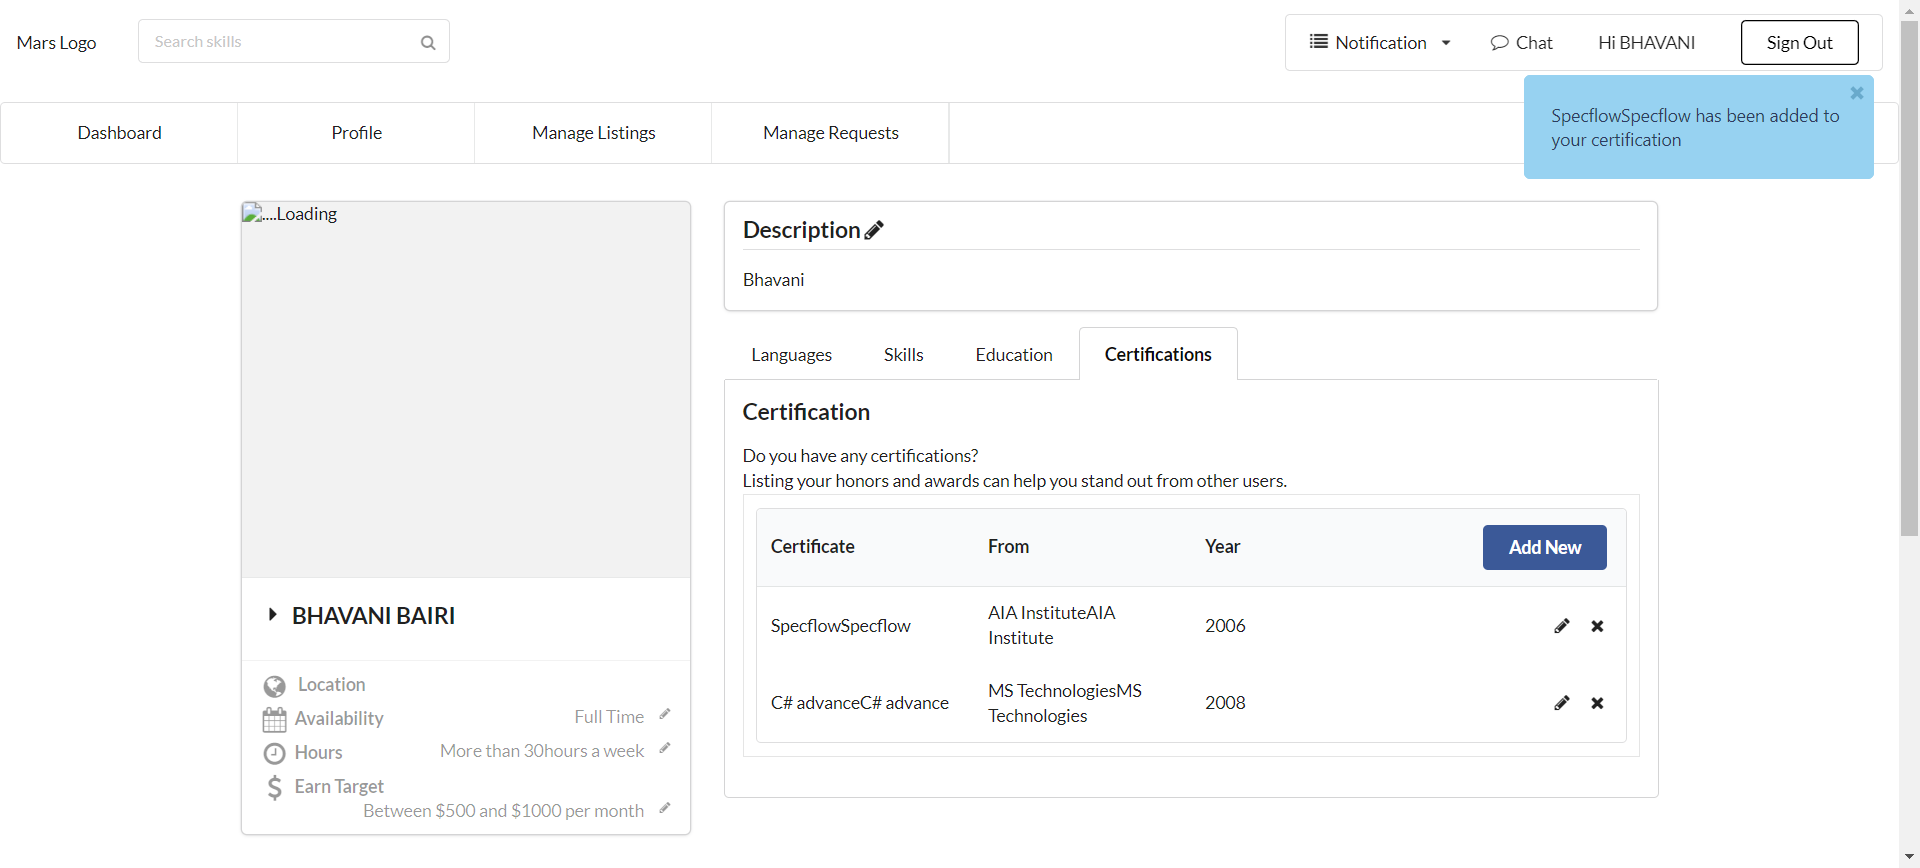 Mars Logo
Search skills
Notification
Chat
Hi BHAVANI
Sign Out
SpecflowSpecflow has been added to
your certification
Dashboard
Profile
Manage Listings
Manage Requests
....Loading
BHAVANI BAIRI
Location
Availability
Full Time
Hours
More than 30hours a week
Earn Target
Between $500 and $1000 per month
Description
Bhavani
Languages
Skills
Education
Certifications
Certification
Do you have any certifications?
Listing your honors and awards can help you stand out from other users.
Certificate
From
Year
Add New
SpecflowSpecflow
AIA InstituteAIA
Institute
2006
C# advanceC# advance
MS TechnologiesMS
Technologies
2008